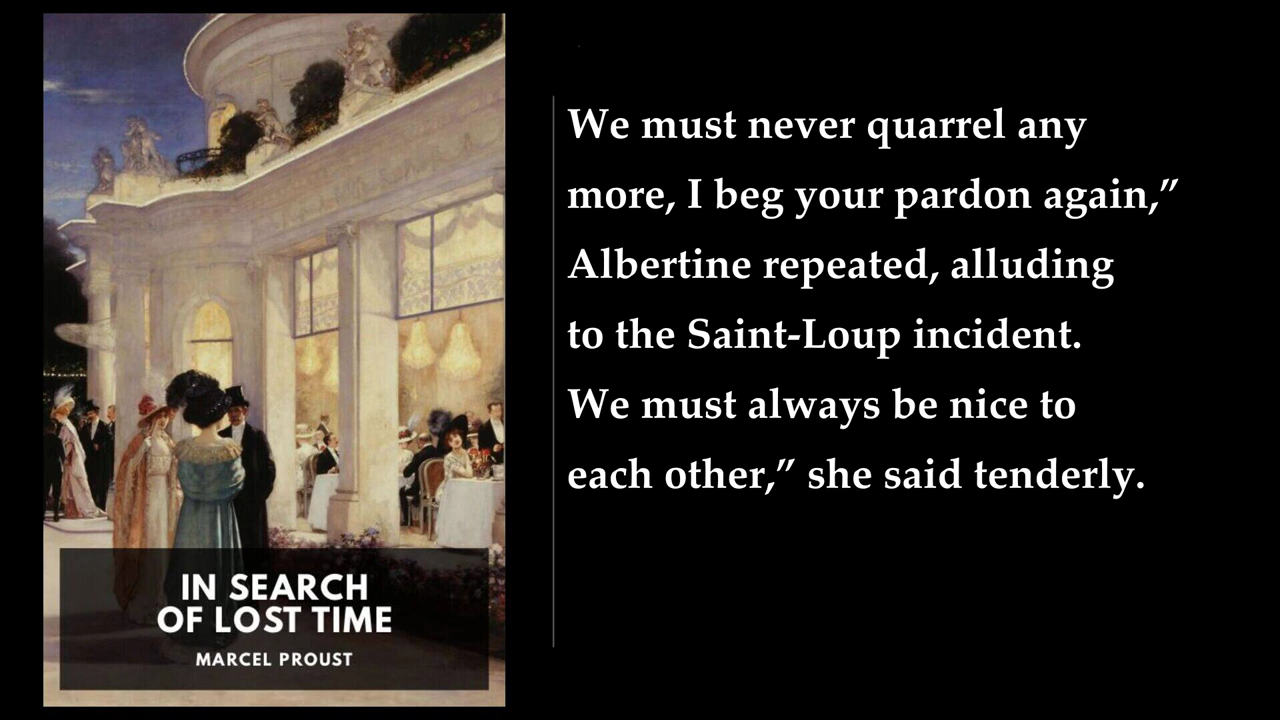 IN SEARCH
OF LOST TIME
MARCEL PROUST
We must never quarrel any
more, I beg your pardon again,”
Albertine repeated, alluding
to the Saint-Loup incident.
We must always be nice to
each other,” she said tenderly.